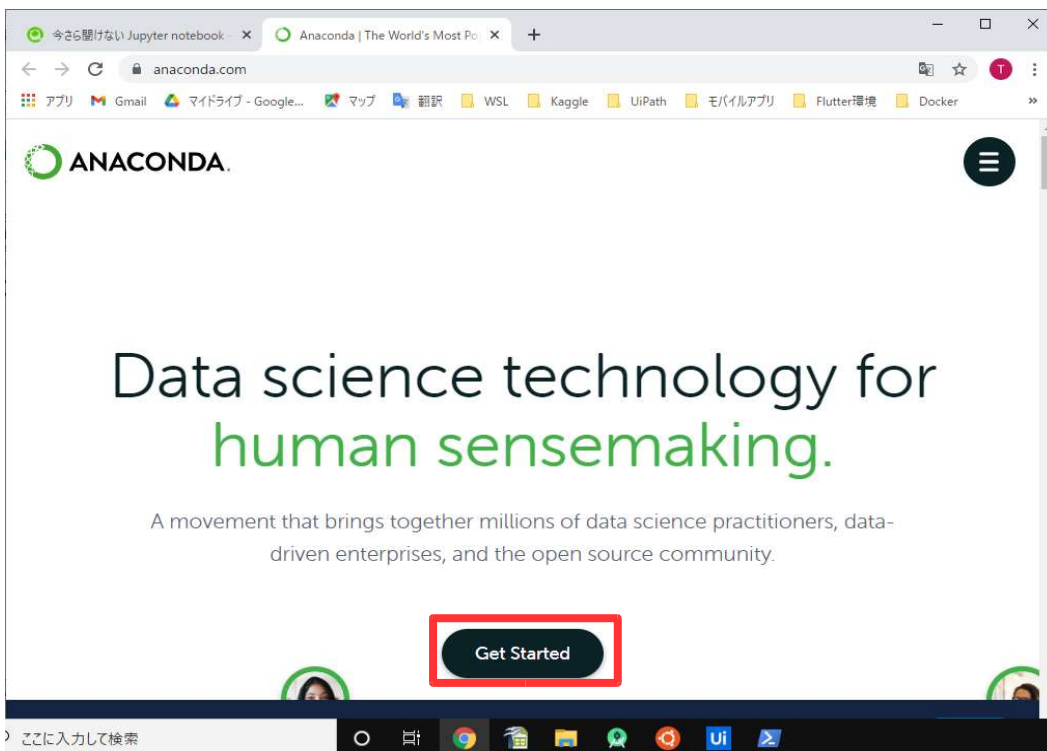 今さら聞けない Jupyter notebook -
Anaconda | The World's Most Po
anaconda.com
アプリ Gmail マイドライブ - Google... マップ 翻訳 WSL Kaggle UiPath モバイルアプリ Flutter環境 Docker »
T
ANACONDA.
Data science technology for
human sensemaking.
A movement that brings together millions of data science practitioners, data-
driven enterprises, and the open source community.
Get Started
ここに入力して検索
Ui